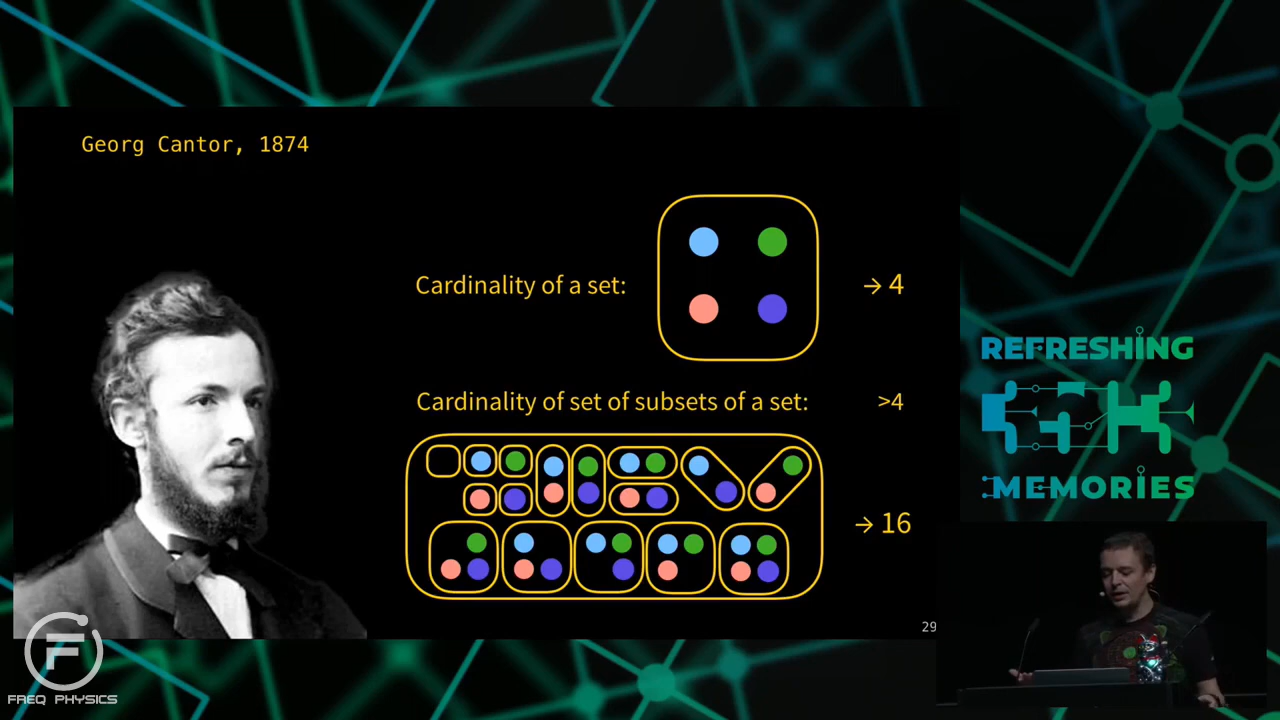 Georg Cantor, 1874
Cardinality of a set:
→ 4
Cardinality of set of subsets of a set:
>4
→ 16
29
REFRESHING
MEMORIES
F
FREQ PHYSICS